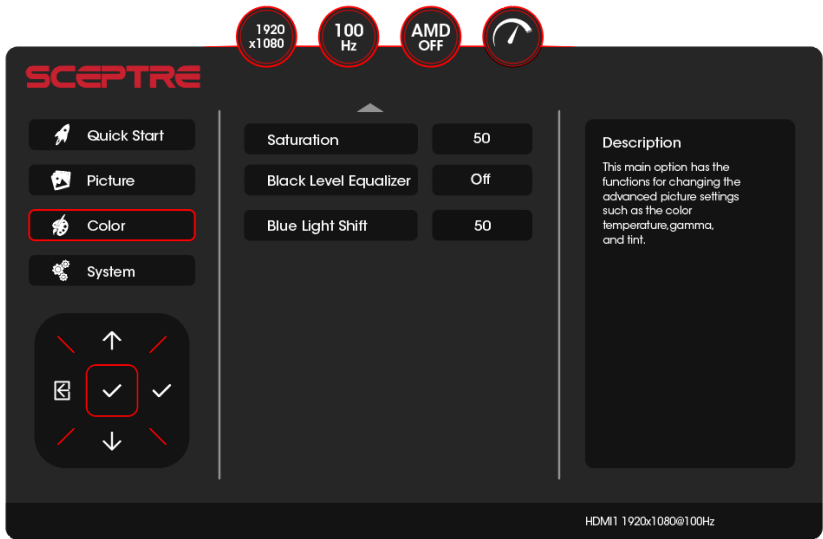 1920
x1080
100
Hz
AMD
OFF
SCEPTRE
Quick Start
Picture
Color
System
Saturation
50
Black Level Equalizer
Off
Blue Light Shift
50
Description
This main option has the
functions for changing the
advanced picture settings
such as the color
temperature,gamma,
and tint.
HDMI1 1920x1080@100Hz